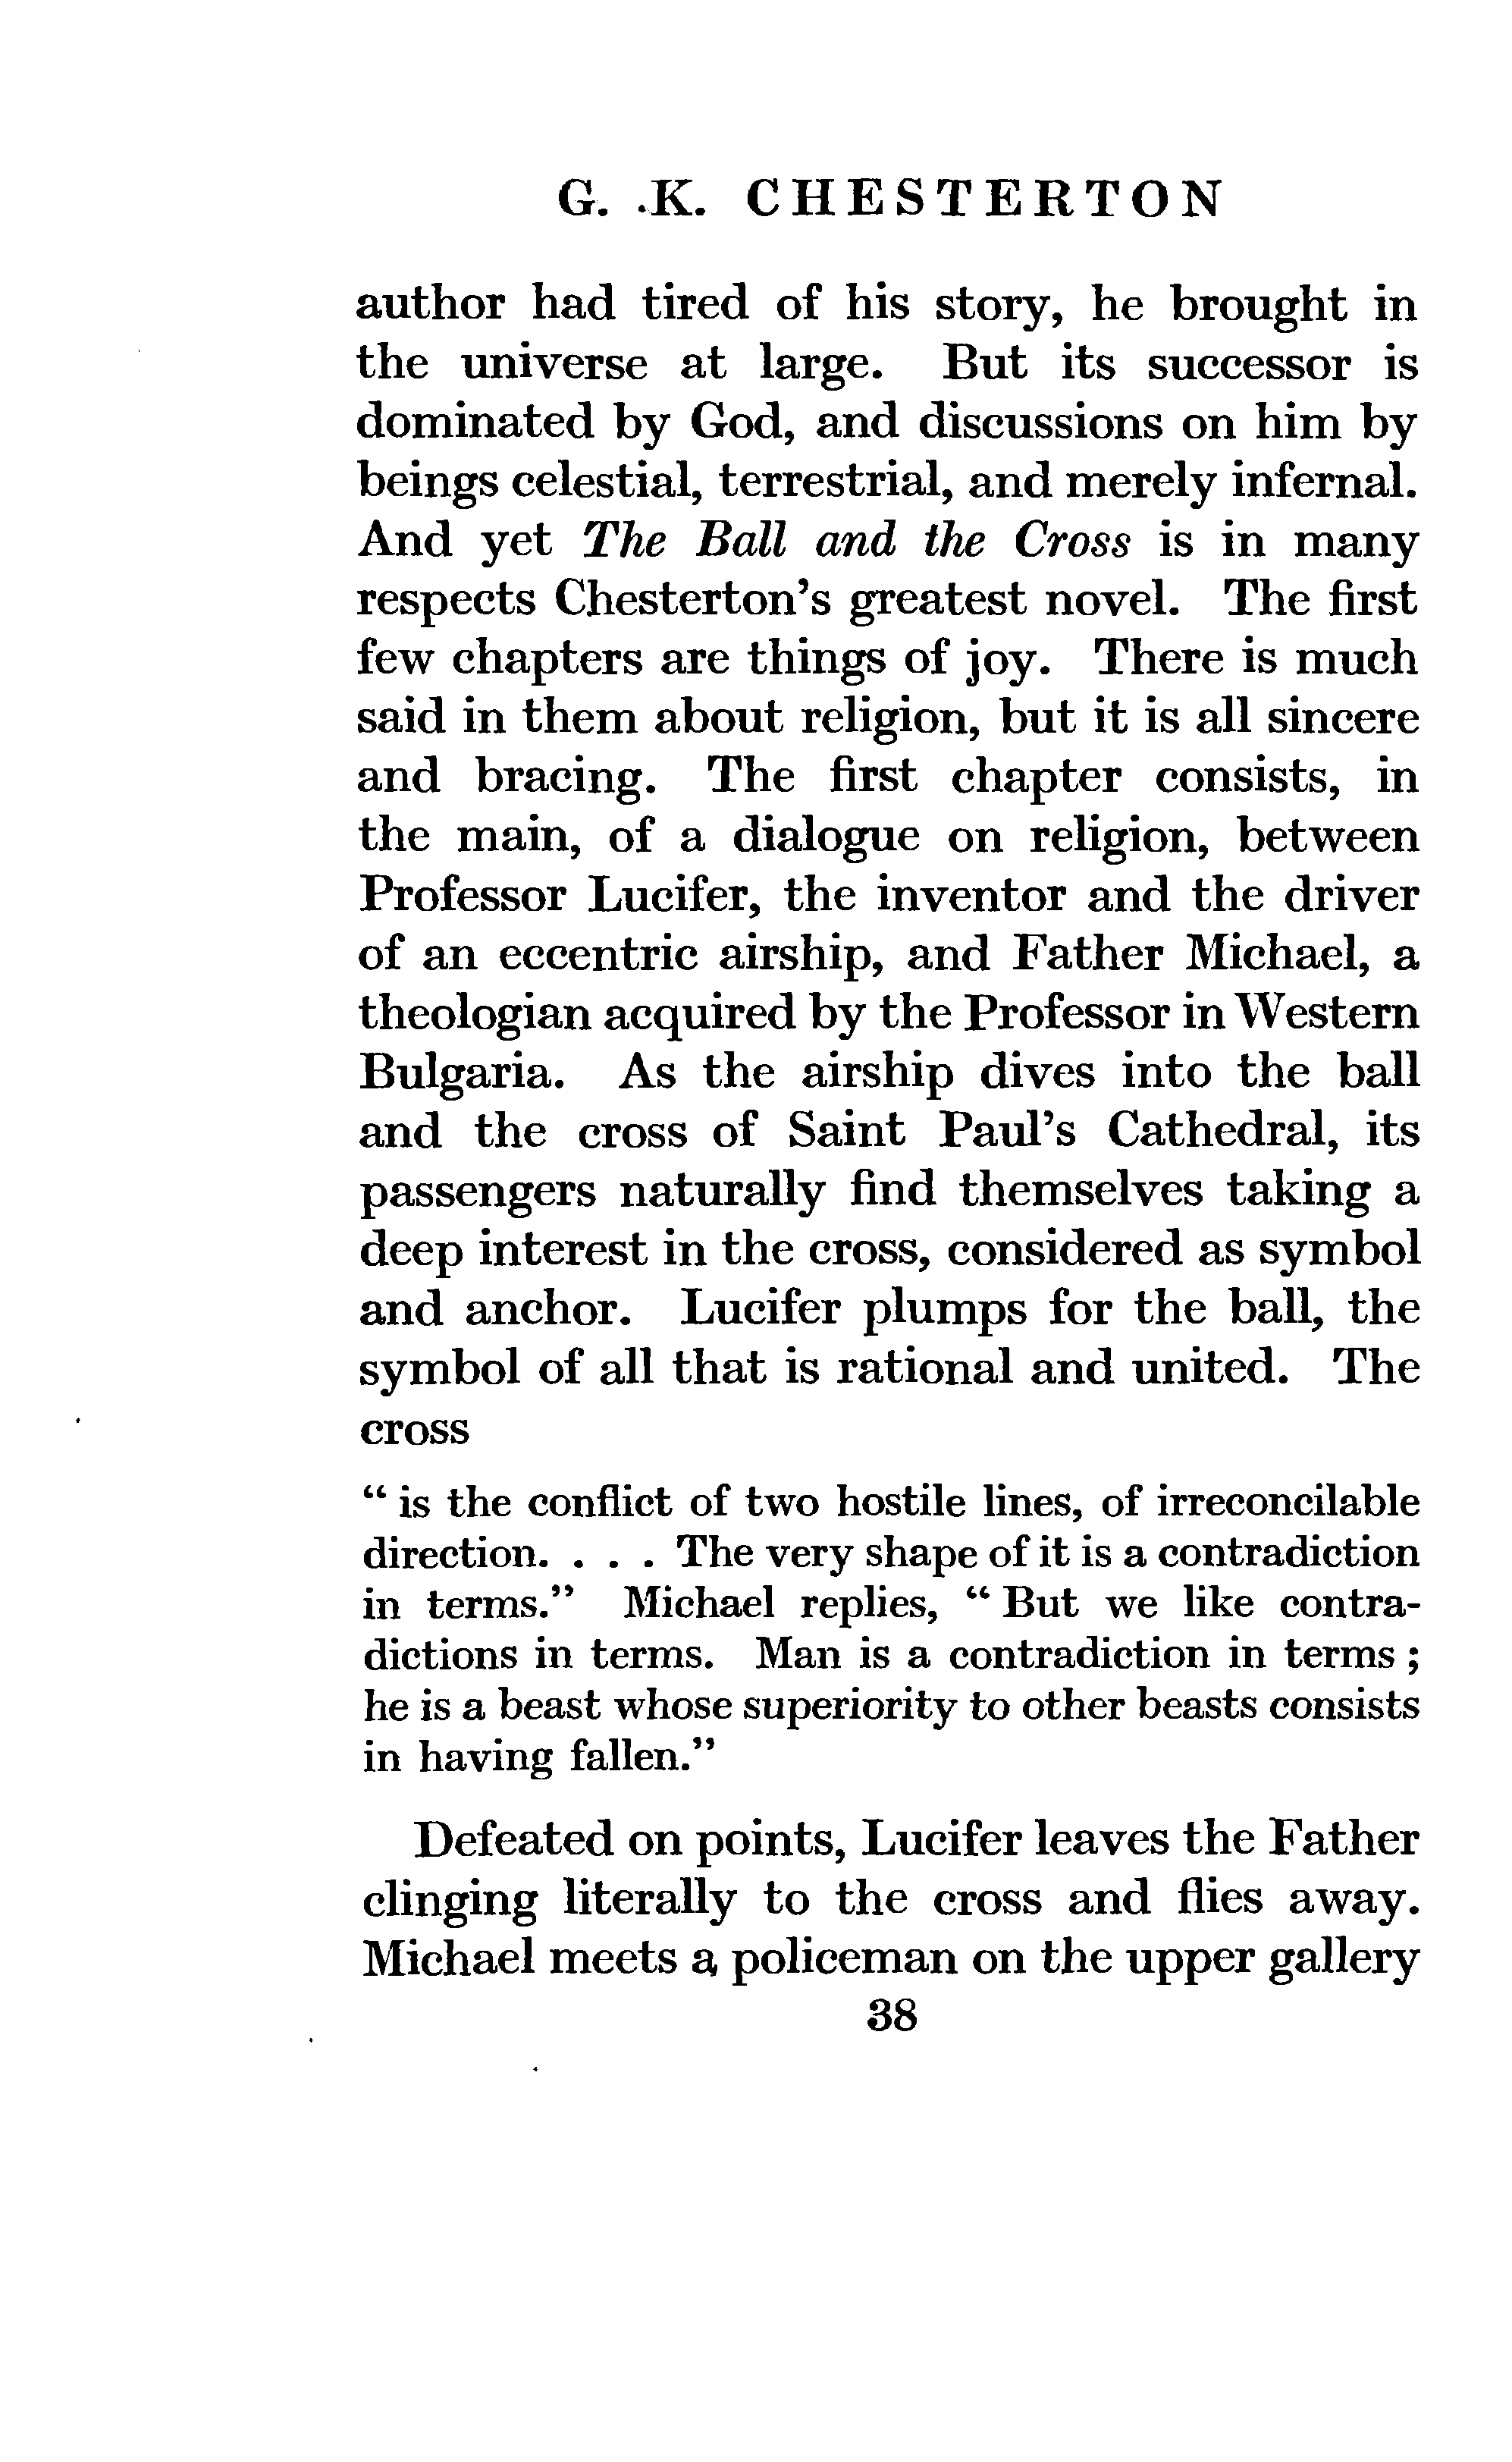 G. K. CHESTERTON
author had tired of his story, he brought in
the universe at large. But its successor is
dominated by God, and discussions on him by
beings celestial, terrestrial, and merely infernal.
And yet The Ball and the Cross is in many
respects Chesterton's greatest novel. The first
few chapters are things of joy. There is much
said in them about religion, but it is all sincere
and bracing. The first chapter consists, in
the main, of a dialogue on religion, between
Professor Lucifer, the inventor and the driver
of an eccentric airship, and Father Michael, a
theologian acquired by the Professor in Western
Bulgaria. As the airship dives into the ball
and the cross of Saint Paul's Cathedral, its
passengers naturally find themselves taking a
deep interest in the cross, considered as symbol
and anchor. Lucifer plumps for the ball, the
symbol of all that is rational and united. The
cross
“ is the conflict of two hostile lines, of irreconcilable
direction. . . . The very shape of it is a contradiction
in terms.” Michael replies, “ But we like contra-
dictions in terms. Man is a contradiction in terms ;
he is a beast whose superiority to other beasts consists
in having fallen.”
Defeated on points, Lucifer leaves the Father
clinging literally to the cross and flies away.
Michael meets a policeman on the upper gallery
38